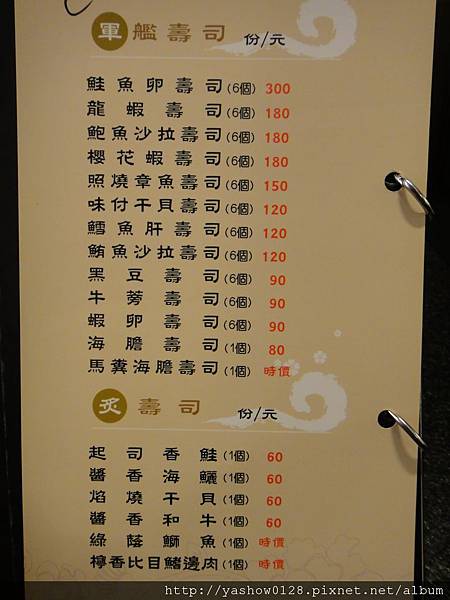 軍艦壽司 份/元
鮭魚卵壽司(6個) 300
龍蝦壽司(6個) 180
鮑魚沙拉壽司(6個) 180
櫻花蝦壽司(6個) 180
照燒章魚壽司(6個) 150
味付干貝壽司(6個) 120
鱈魚肝壽司(6個) 120
鮪魚沙拉壽司(6個) 120
黑豆壽司(6個) 90
牛蒡壽司(6個) 90
蝦卵壽司(6個) 90
海膽壽司(1個) 80
馬糞海膽壽司(1個) 時價
炙壽司 份/元
起司香鮭(1個) 60
醬香海鱺(1個) 60
焰燒干貝(1個) 60
醬香和牛(1個) 60
綠蔭鰤魚(1個) 時價
檸香比目鰭邊肉(1個) 時價
http://yashow0128.pixnet.net/album